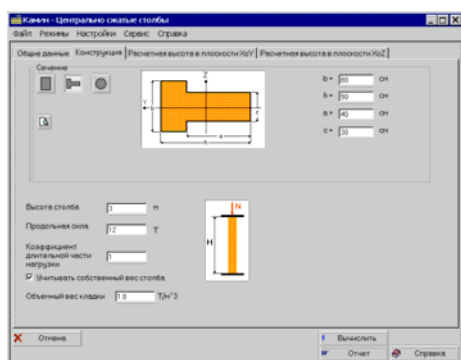 Камин - Центрально сжатые столбы
Файл Режимы Настройки Сервис Справка
Общие данные Конструкция Расчетная высота в плоскости XoY Расчетная высота в плоскости XoZ
Сечение
b = 60 см
h = 90 см
a = 40 см
c = 30 см
Z
Y
b
c
a
Высота столба 3 м
Продольная сила 12 Т
Коэффициент
длительной части
нагрузки 1
Учитывать собственный вес столба
Объемный вес кладки 1.8 Т/м^3
N
H
Отмена
Вычислить
Отчет
Справка